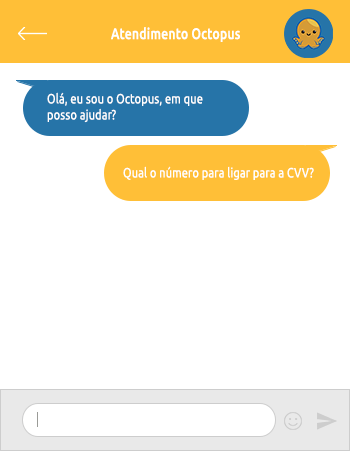 Atendimento Octopus
Olá, eu sou o Octopus, em que
posso ajudar?
Qual o número para ligar para a CVV?